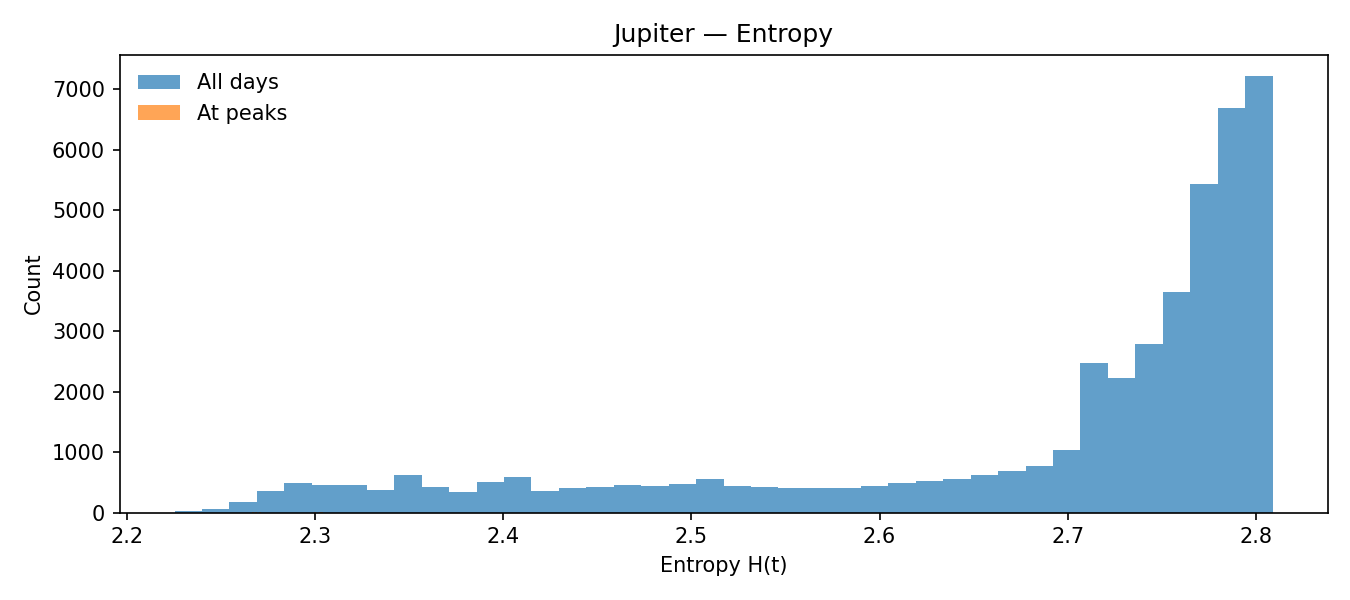 Jupiter — Entropy
All days
At peaks
Count
7000
6000
5000
4000
3000
2000
1000
0
2.2 2.3 2.4 2.5 2.6 2.7 2.8
Entropy H(t)